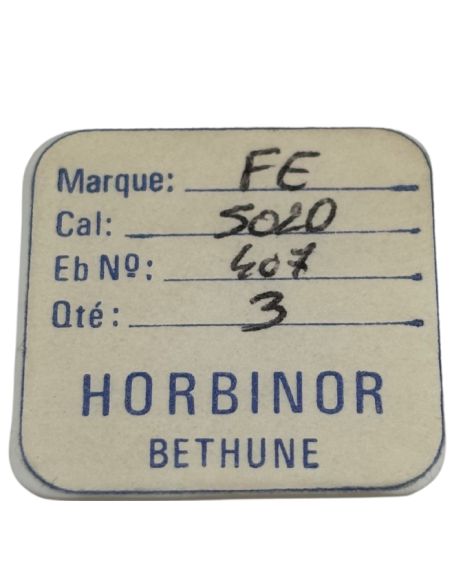 Marque: FE
Cal: 5020
Eb Nº: 407
Qté: 3
HORBINOR
BETHUNE